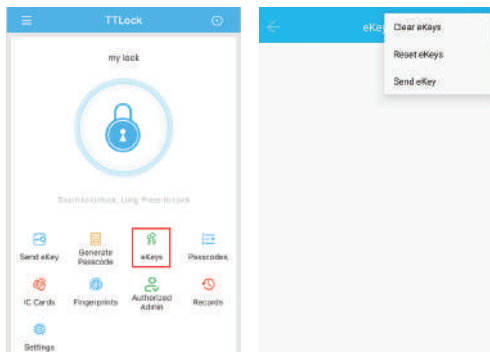 TTLock
my lock
Touch to Unlock, Long Press to Lock
Send eKey
Generate
Passcode
eKeys
Passcodes
IC Cards
Fingerprints
Authorized
Admin
Records
Settings
eKey
Clear eKeys
Reset eKeys
Send eKey